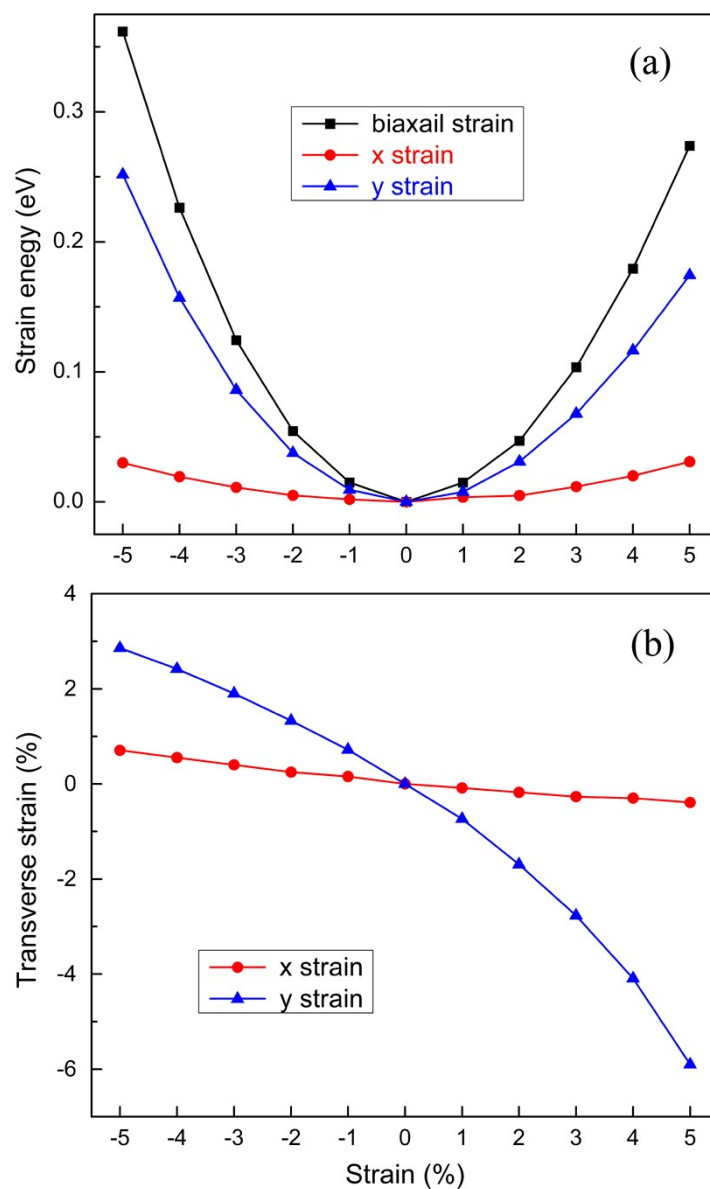 (a)
biaxail strain
x strain
y strain
Strain enegy (eV)
0.3
0.2
0.1
0.0
-5 -4 -3 -2 -1 0 1 2 3 4 5
(b)
Transverse strain (%)
4
2
0
-2
-4
-6
x strain
y strain
-5 -4 -3 -2 -1 0 1 2 3 4 5
Strain (%)